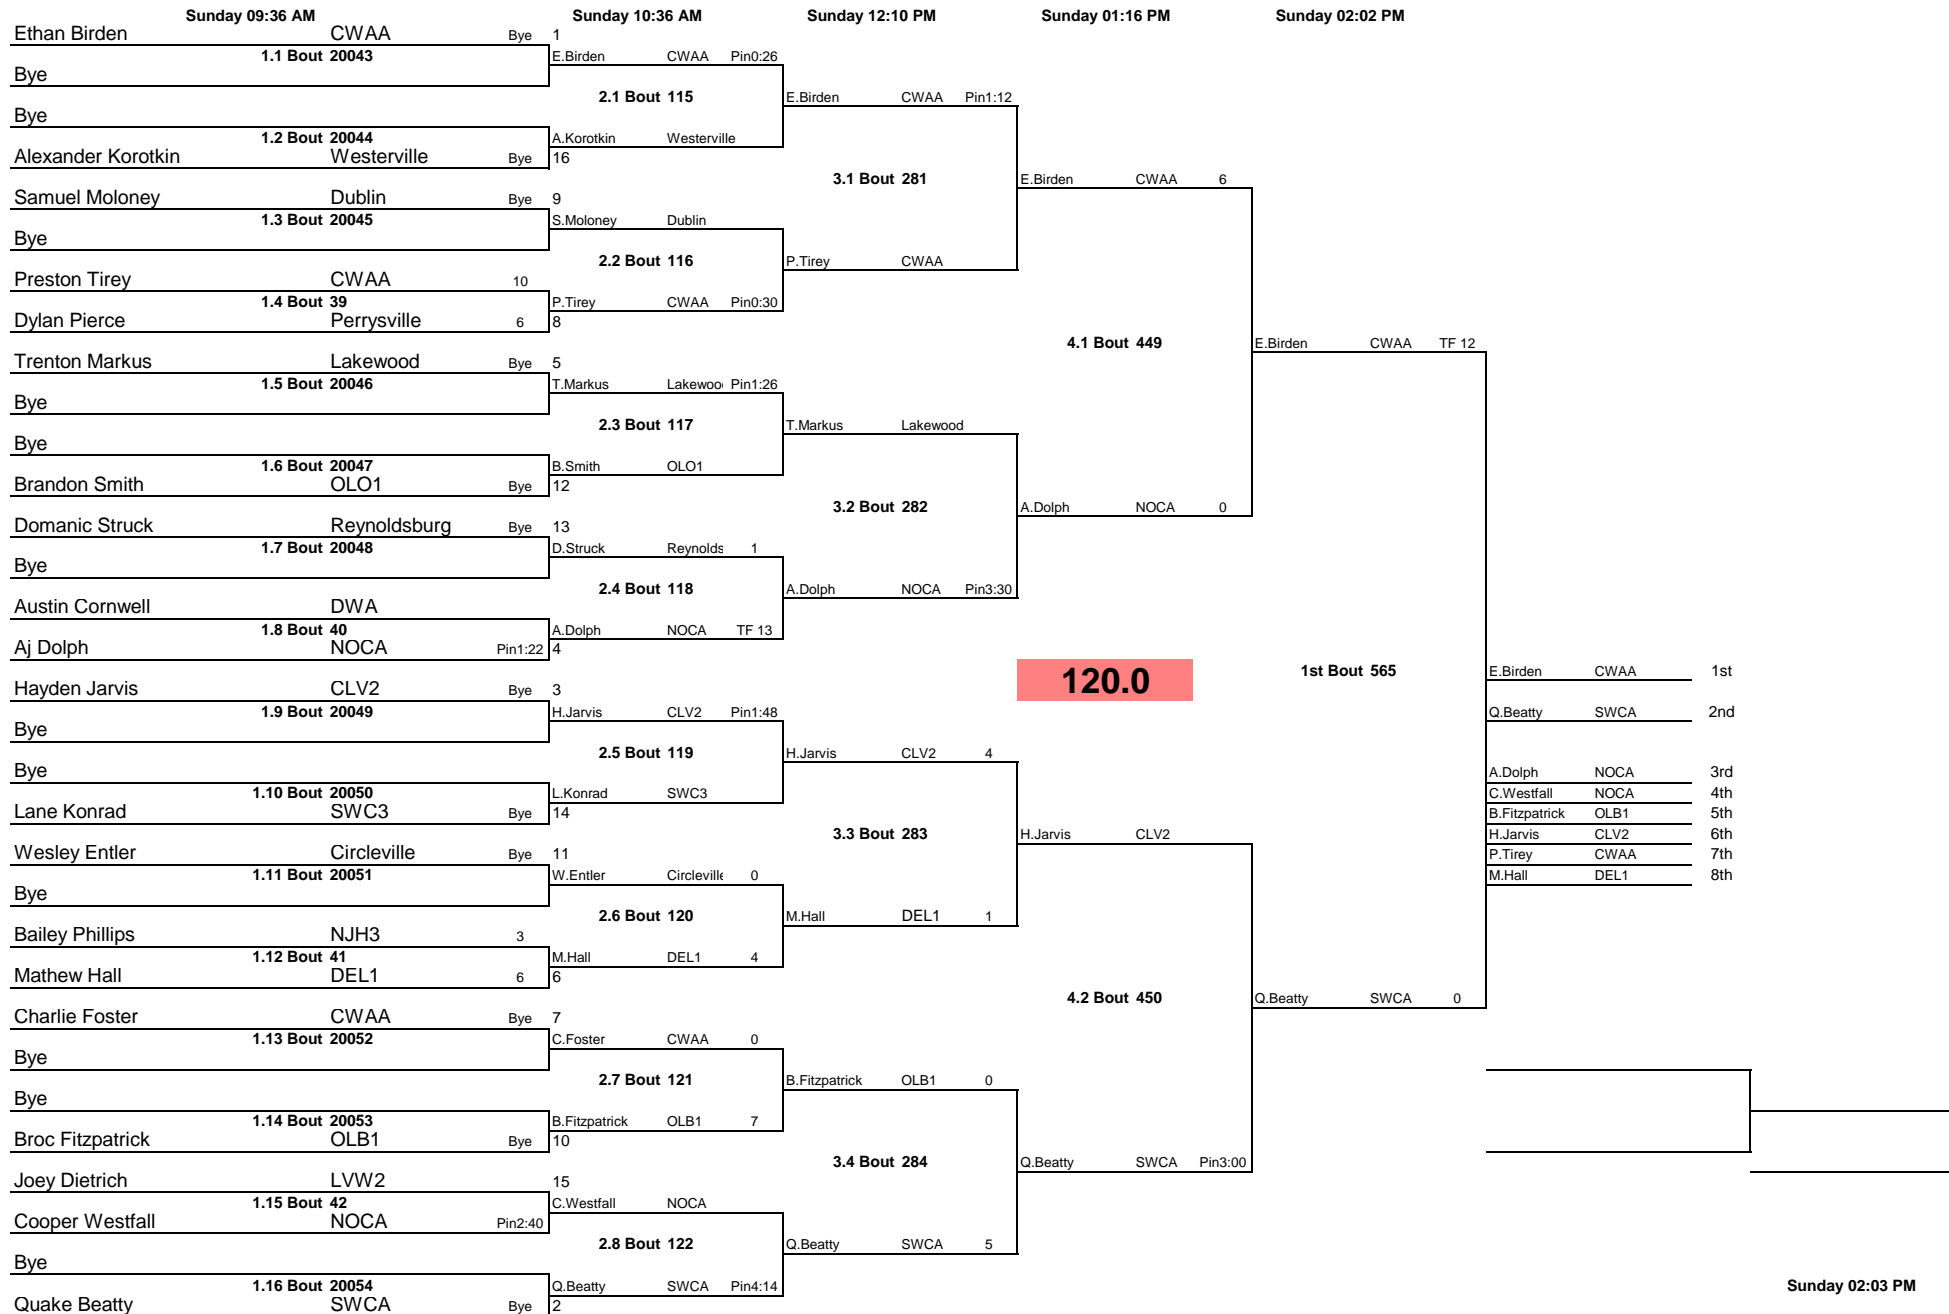 Sunday 09:36 AM Sunday 10:36 AM Sunday 12:10 PM Sunday 01:16 PM Sunday 02:02 PM
Ethan Birden CWAA Bye 1
1.1 Bout 20043 E.Birden CWAA Pin0:26
Bye
2.1 Bout 115 E.Birden CWAA Pin1:12
Bye
1.2 Bout 20044 A.Korotkin Westerville
Alexander Korotkin Westerville Bye 16
3.1 Bout 281 E.Birden CWAA 6
Samuel Moloney Dublin Bye 9
1.3 Bout 20045 S.Moloney Dublin
Bye
2.2 Bout 116 P.Tirey CWAA
Preston Tirey CWAA 10
1.4 Bout 39 P.Tirey CWAA Pin0:30
Dylan Pierce Perrysville 6 8
4.1 Bout 449 E.Birden CWAA TF 12
Trenton Markus Lakewood Bye 5
1.5 Bout 20046 T.Markus Lakewoo Pin1:26
Bye
2.3 Bout 117 T.Markus Lakewood
Bye
1.6 Bout 20047 B.Smith OLO1
Brandon Smith OLO1 Bye 12
3.2 Bout 282 A.Dolph NOCA 0
Domanic Struck Reynoldsburg Bye 13
1.7 Bout 20048 D.Struck Reynolds 1
Bye
2.4 Bout 118 A.Dolph NOCA Pin3:30
Austin Cornwell DWA
1.8 Bout 40 A.Dolph NOCA TF 13
Aj Dolph NOCA Pin1:22 4
120.0 1st Bout 565 E.Birden CWAA 1st
Hayden Jarvis CLV2 Bye 3
1.9 Bout 20049 H.Jarvis CLV2 Pin1:48 Q.Beatty SWCA 2nd
Bye
2.5 Bout 119 H.Jarvis CLV2 4
Bye A.Dolph NOCA 3rd
1.10 Bout 20050 L.Konrad SWC3 C.Westfall NOCA 4th
Lane Konrad SWC3 Bye 14 B.Fitzpatrick OLB1 5th
3.3 Bout 283 H.Jarvis CLV2 H.Jarvis CLV2 6th
Wesley Entler Circleville Bye 11 P.Tirey CWAA 7th
1.11 Bout 20051 W.Entler Circleville 0 M.Hall DEL1 8th
Bye
2.6 Bout 120 M.Hall DEL1 1
Bailey Phillips NJH3 3
1.12 Bout 41 M.Hall DEL1 4
Mathew Hall DEL1 6 6
4.2 Bout 450 Q.Beatty SWCA 0
Charlie Foster CWAA Bye 7
1.13 Bout 20052 C.Foster CWAA 0
Bye
2.7 Bout 121 B.Fitzpatrick OLB1 0
Bye
1.14 Bout 20053 B.Fitzpatrick OLB1 7
Broc Fitzpatrick OLB1 Bye 10
3.4 Bout 284 Q.Beatty SWCA Pin3:00
Joey Dietrich LVW2 15
1.15 Bout 42 C.Westfall NOCA
Cooper Westfall NOCA Pin2:40
2.8 Bout 122 Q.Beatty SWCA 5
Bye
1.16 Bout 20054 Q.Beatty SWCA Pin4:14 Sunday 02:03 PM
Quake Beatty SWCA Bye 2